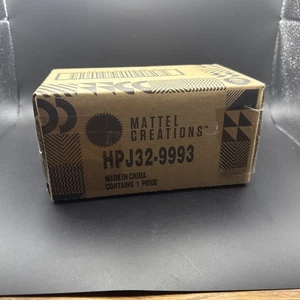 MATTEL
CREATIONS™
HPJ32-9993
MADE IN CHINA
CONTAINS 1 PIECE